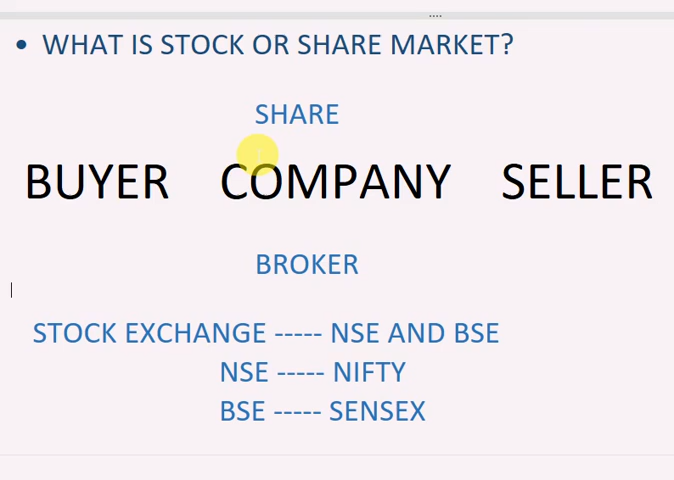 • WHAT IS STOCK OR SHARE MARKET?
SHARE
BUYER COMPANY SELLER
BROKER
STOCK EXCHANGE ----- NSE AND BSE
NSE ----- NIFTY
BSE ----- SENSEX